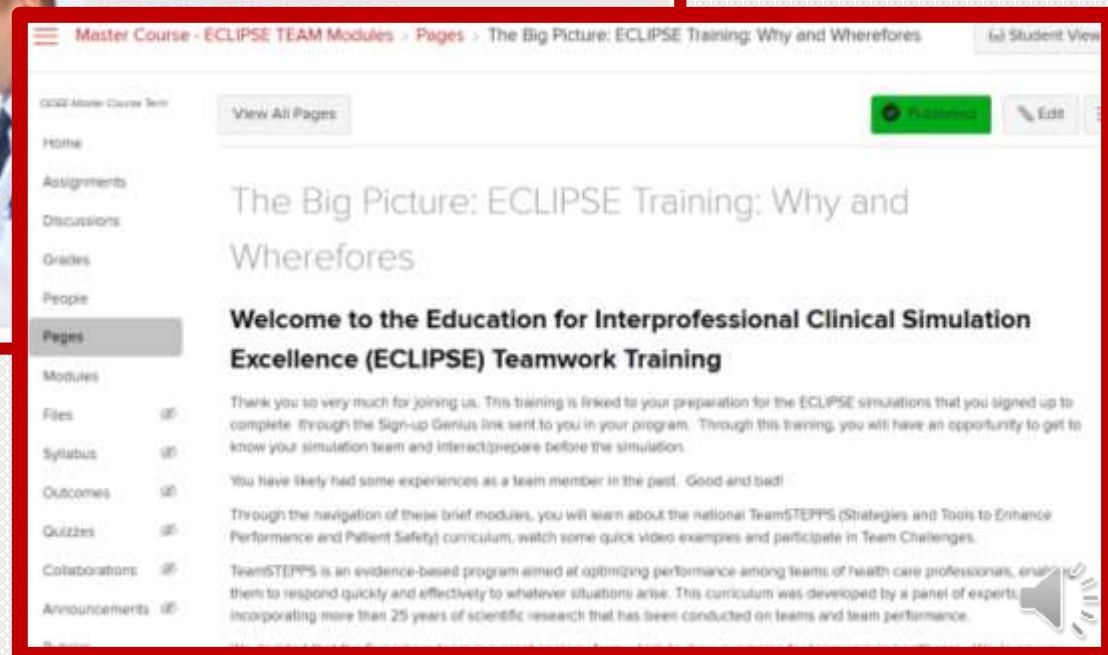 Master Course - ECLIPSE TEAM Modules > Pages > The Big Picture: ECLIPSE Training: Why and Wherefores
Student View
Master Course Term
View All Pages
Published
Edit
Home
Assignments
Discussions
Grades
People
Pages
Modules
Files
Syllabus
Outcomes
Quizzes
Collaborations
Announcements
The Big Picture: ECLIPSE Training: Why and
Wherefores
Welcome to the Education for Interprofessional Clinical Simulation
Excellence (ECLIPSE) Teamwork Training
Thank you so very much for joining us. This training is linked to your preparation for the ECLIPSE simulations that you signed up to
complete through the Sign-up Genius link sent to you in your program. Through this training, you will have an opportunity to get to
know your simulation team and interact/prepare before the simulation.
You have likely had some experiences as a team member in the past. Good and bad!
Through the navigation of these brief modules, you will learn about the national TeamSTEPPS (Strategies and Tools to Enhance
Performance and Patient Safety) curriculum, watch some quick video examples and participate in Team Challenges.
TeamSTEPPS is an evidence-based program aimed at optimizing performance among teams of health care professionals,
them to respond quickly and effectively to whatever situations arise. This curriculum was developed by a panel of experts,
incorporating more than 25 years of scientific research that has been conducted on teams and team performance.